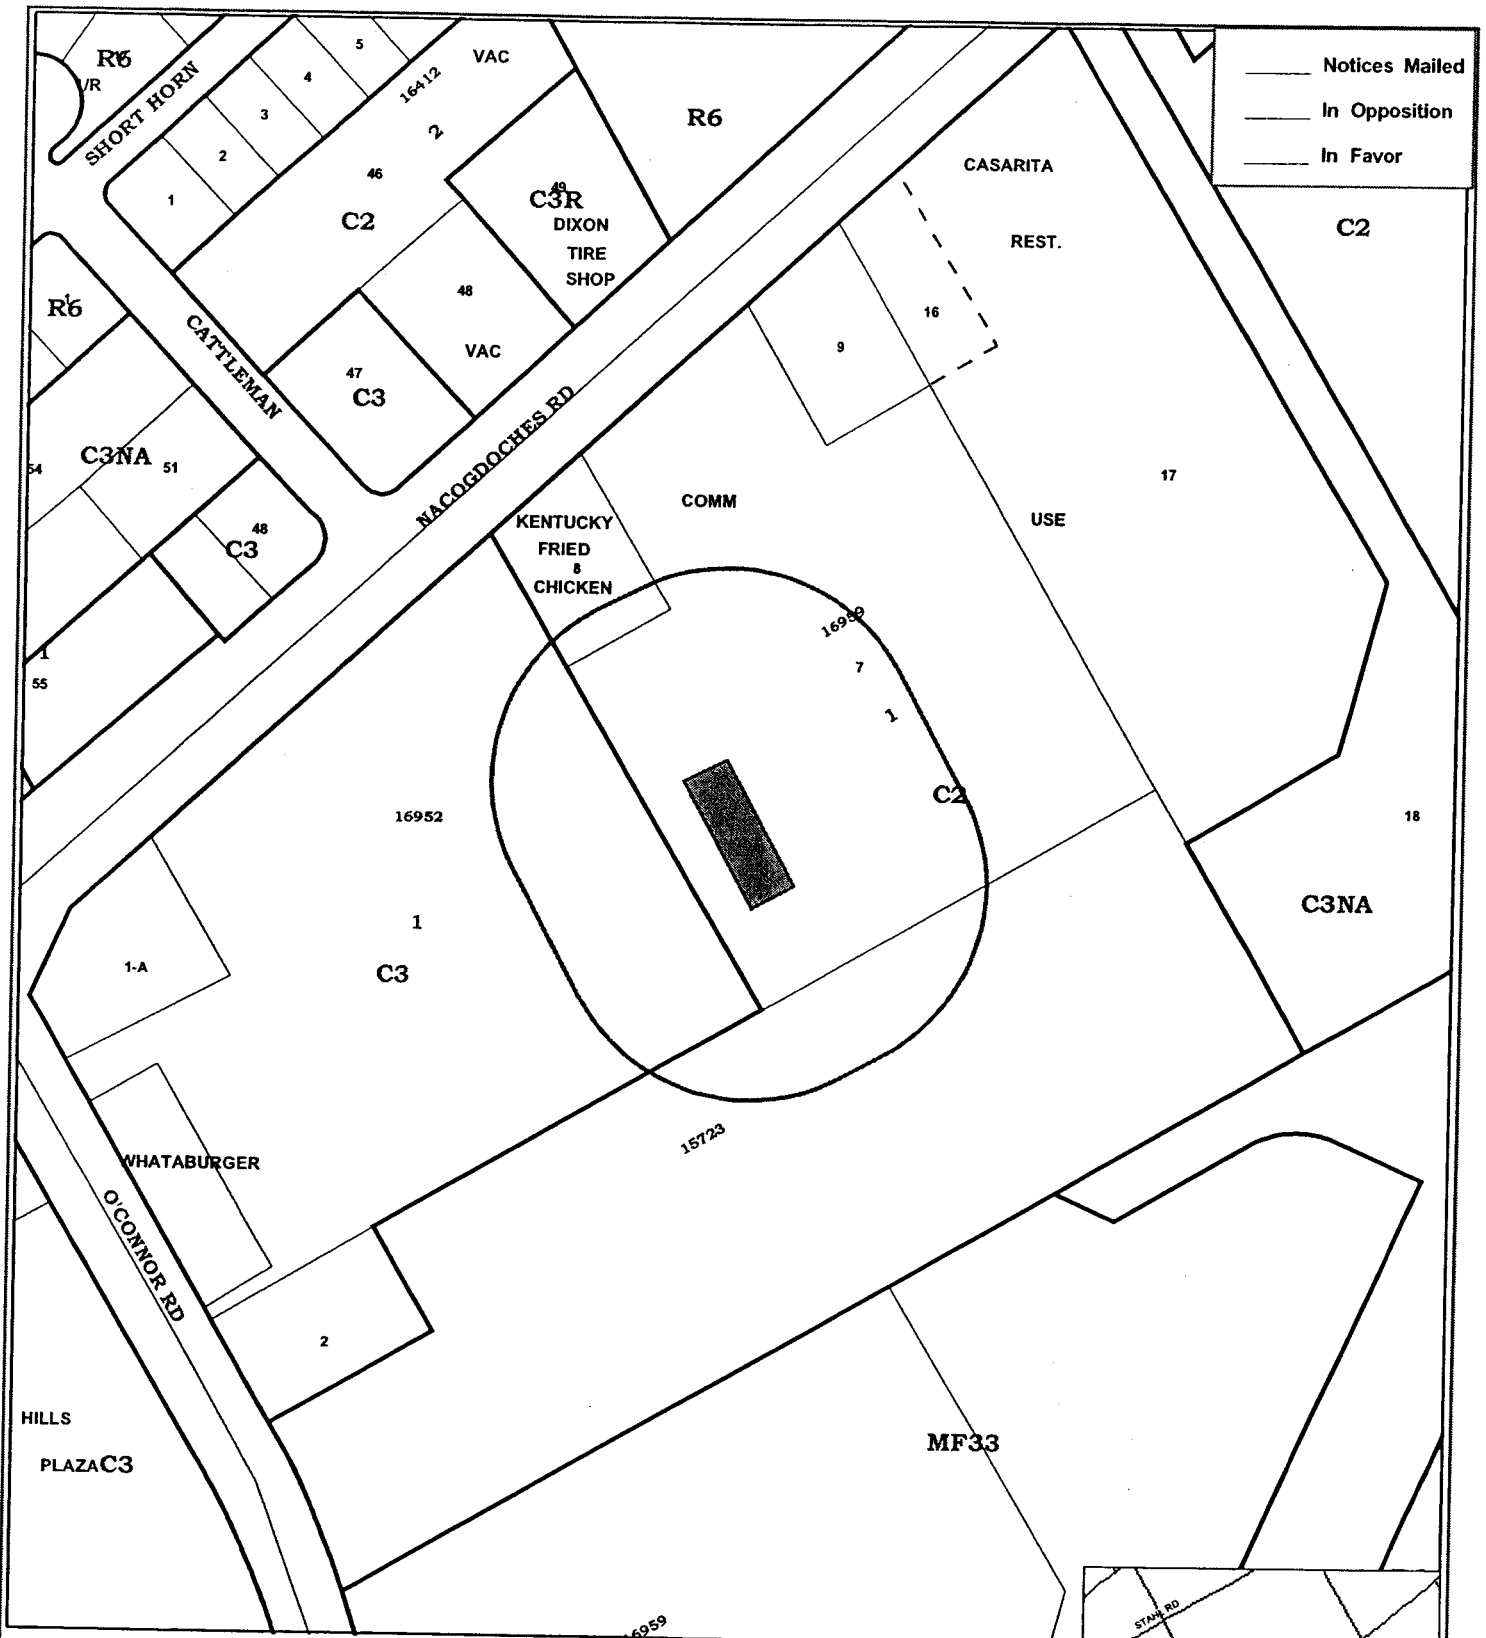 Notices Mailed
In Opposition
In Favor
R6
/R
SHORT HORN
5
4
3
2
1
16412
VAC
2
46
C2
49
C3R
DIXON
TIRE
SHOP
R6
CASARITA
REST.
C2
R6
CATTLEMAN
48
VAC
47
C3
NACOGDOCHES RD
9
16
17
C3NA
51
54
48
C3
KENTUCKY
FRIED
8
CHICKEN
COMM
USE
1
55
16959
7
1
C2
16952
1
C3
18
C3NA
1-A
WHATABURGER
15723
O'CONNOR RD
2
HILLS
PLAZA C3
MF33
STAHL RD